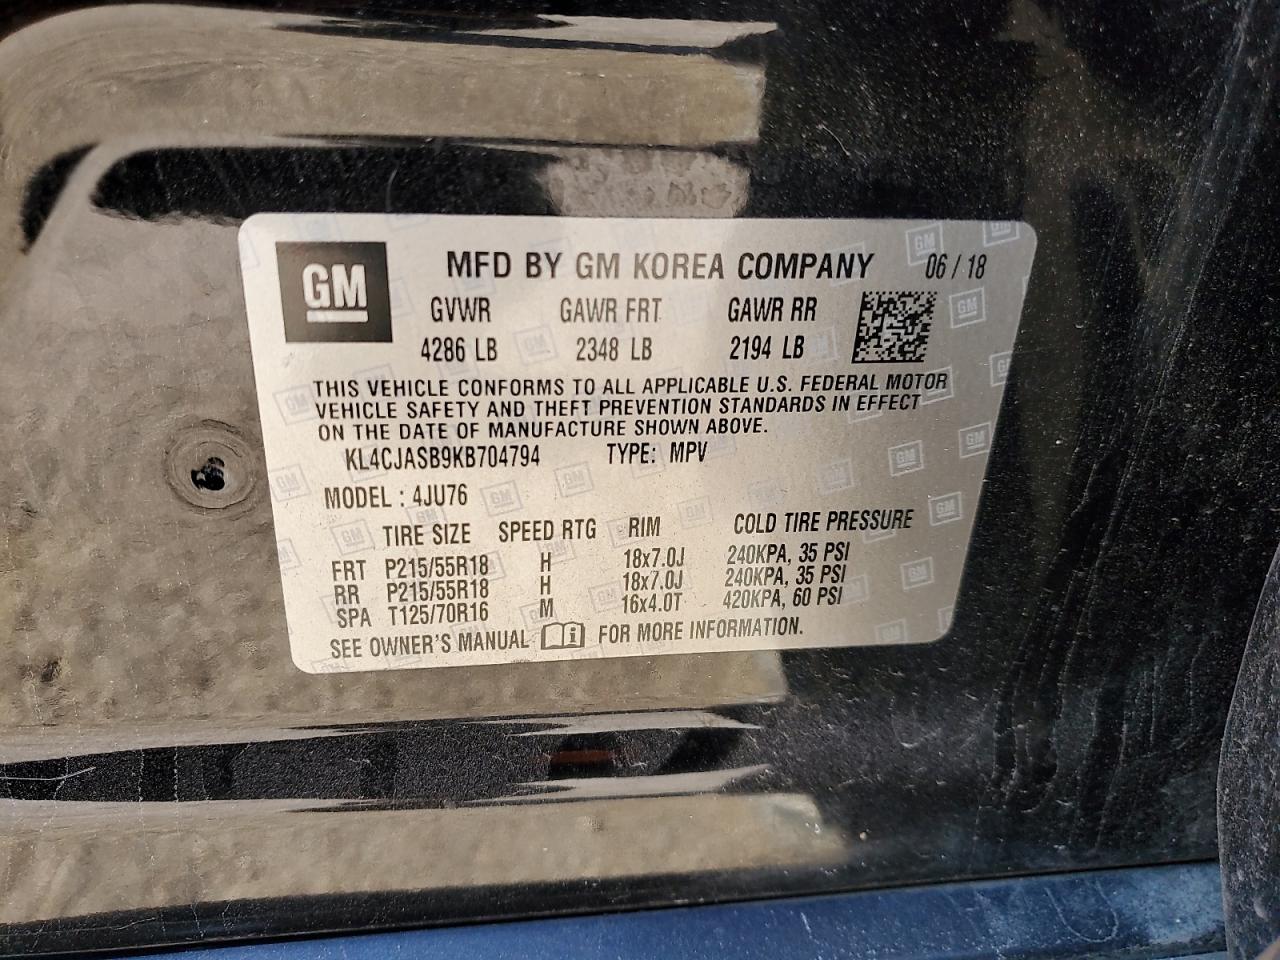 GM
MFD BY GM KOREA COMPANY 06 / 18
GVWR GAWR FRT GAWR RR
4286 LB 2348 LB 2194 LB
THIS VEHICLE CONFORMS TO ALL APPLICABLE U.S. FEDERAL MOTOR
VEHICLE SAFETY AND THEFT PREVENTION STANDARDS IN EFFECT
ON THE DATE OF MANUFACTURE SHOWN ABOVE.
KL4CJASB9KB704794 TYPE: MPV
MODEL : 4JU76
TIRE SIZE SPEED RTG RIM COLD TIRE PRESSURE
FRT P215/55R18 H 18x7.0J 240KPA, 35 PSI
RR P215/55R18 H 18x7.0J 240KPA, 35 PSI
SPA T125/70R16 M 16x4.0T 420KPA, 60 PSI
SEE OWNER'S MANUAL FOR MORE INFORMATION.